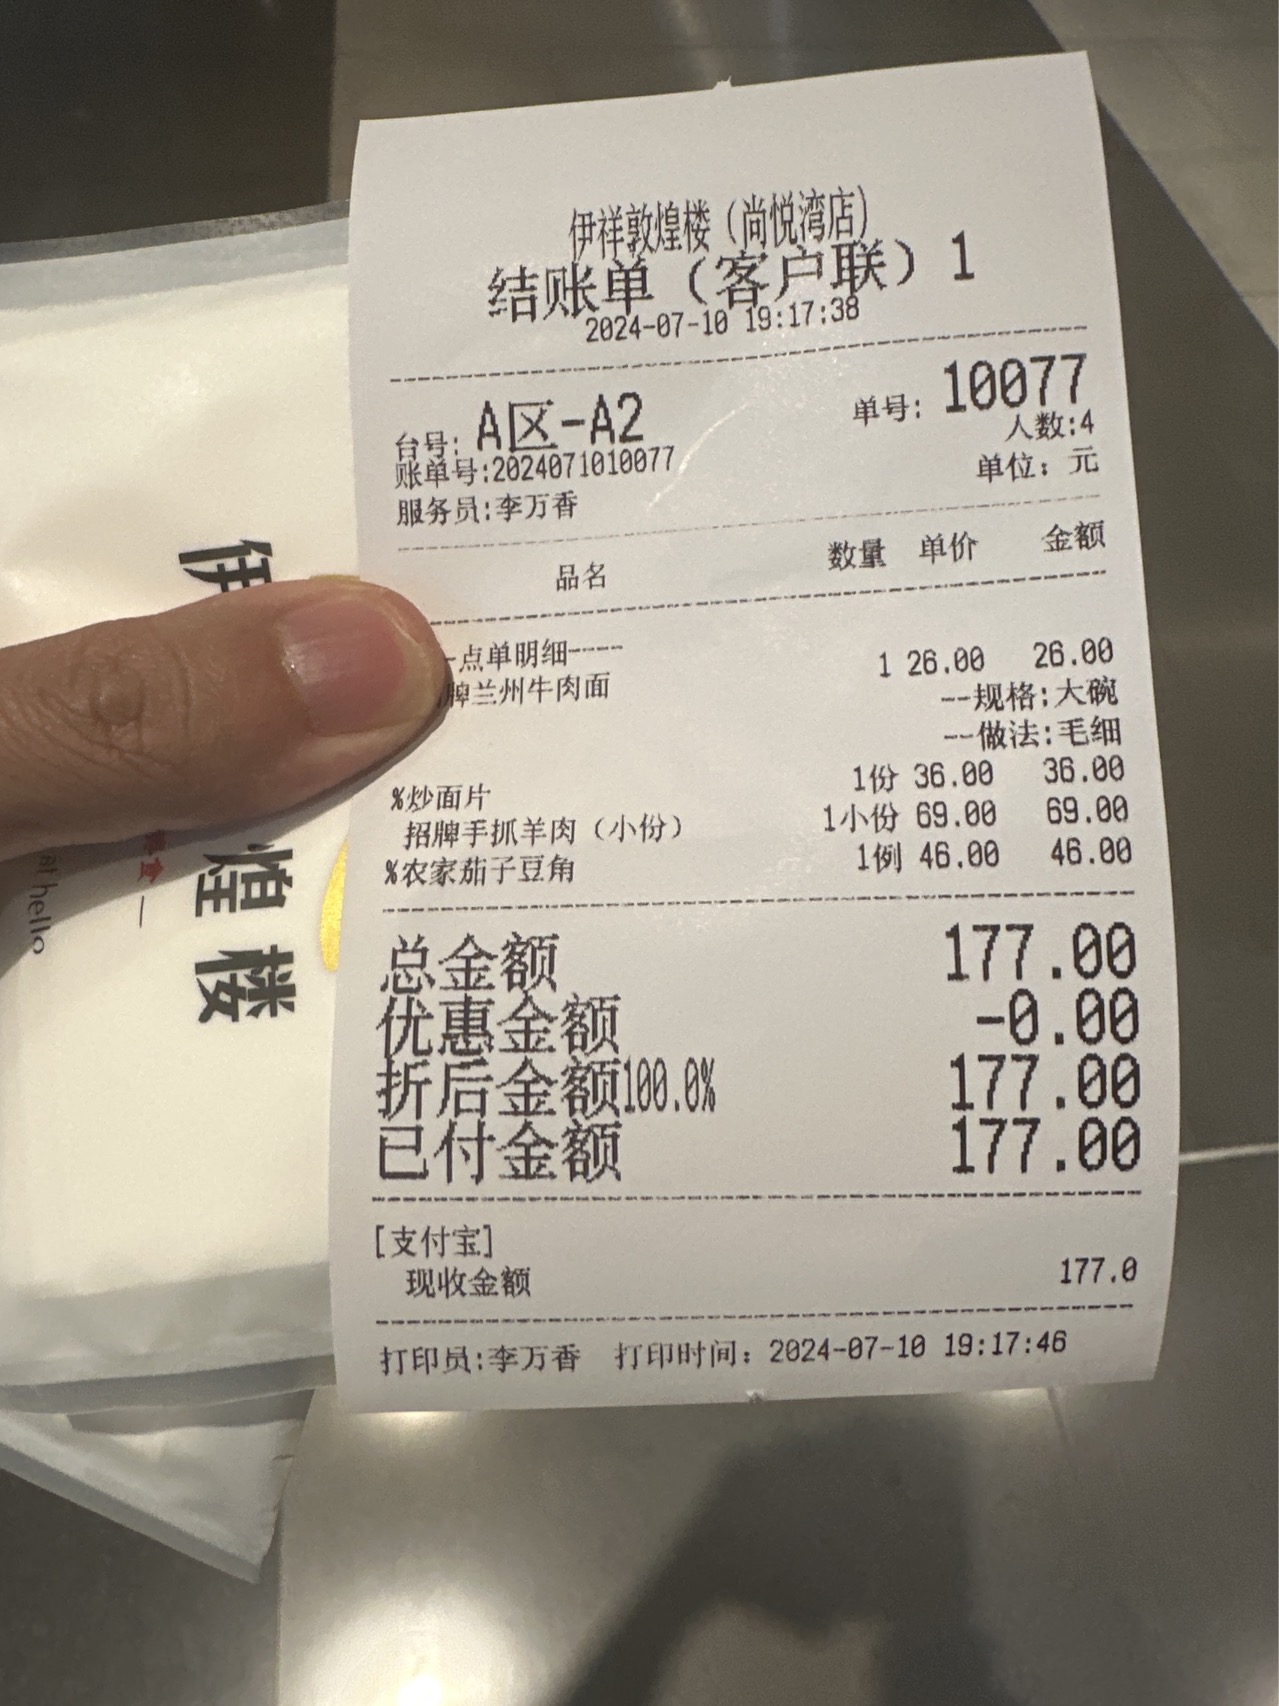 伊祥敦煌楼（尚悦湾店）
结账单（客户联）1
2024-07-10 19:17:38
台号: A区-A2 单号: 10077
人数:4
账单号:2024071010077
单位: 元
服务员:李万香
品名 数量 单价 金额
-点单明细----
牌兰州牛肉面 1 26.00 26.00
--规格:大碗
--做法:毛细
%炒面片 1份 36.00 36.00
招牌手抓羊肉（小份） 1小份 69.00 69.00
%农家茄子豆角 1例 46.00 46.00
总金额 177.00
优惠金额 -0.00
折后金额100.0% 177.00
已付金额 177.00
[支付宝]
现收金额 177.0
打印员:李万香 打印时间: 2024-07-10 19:17:46
伊
煌楼
hello